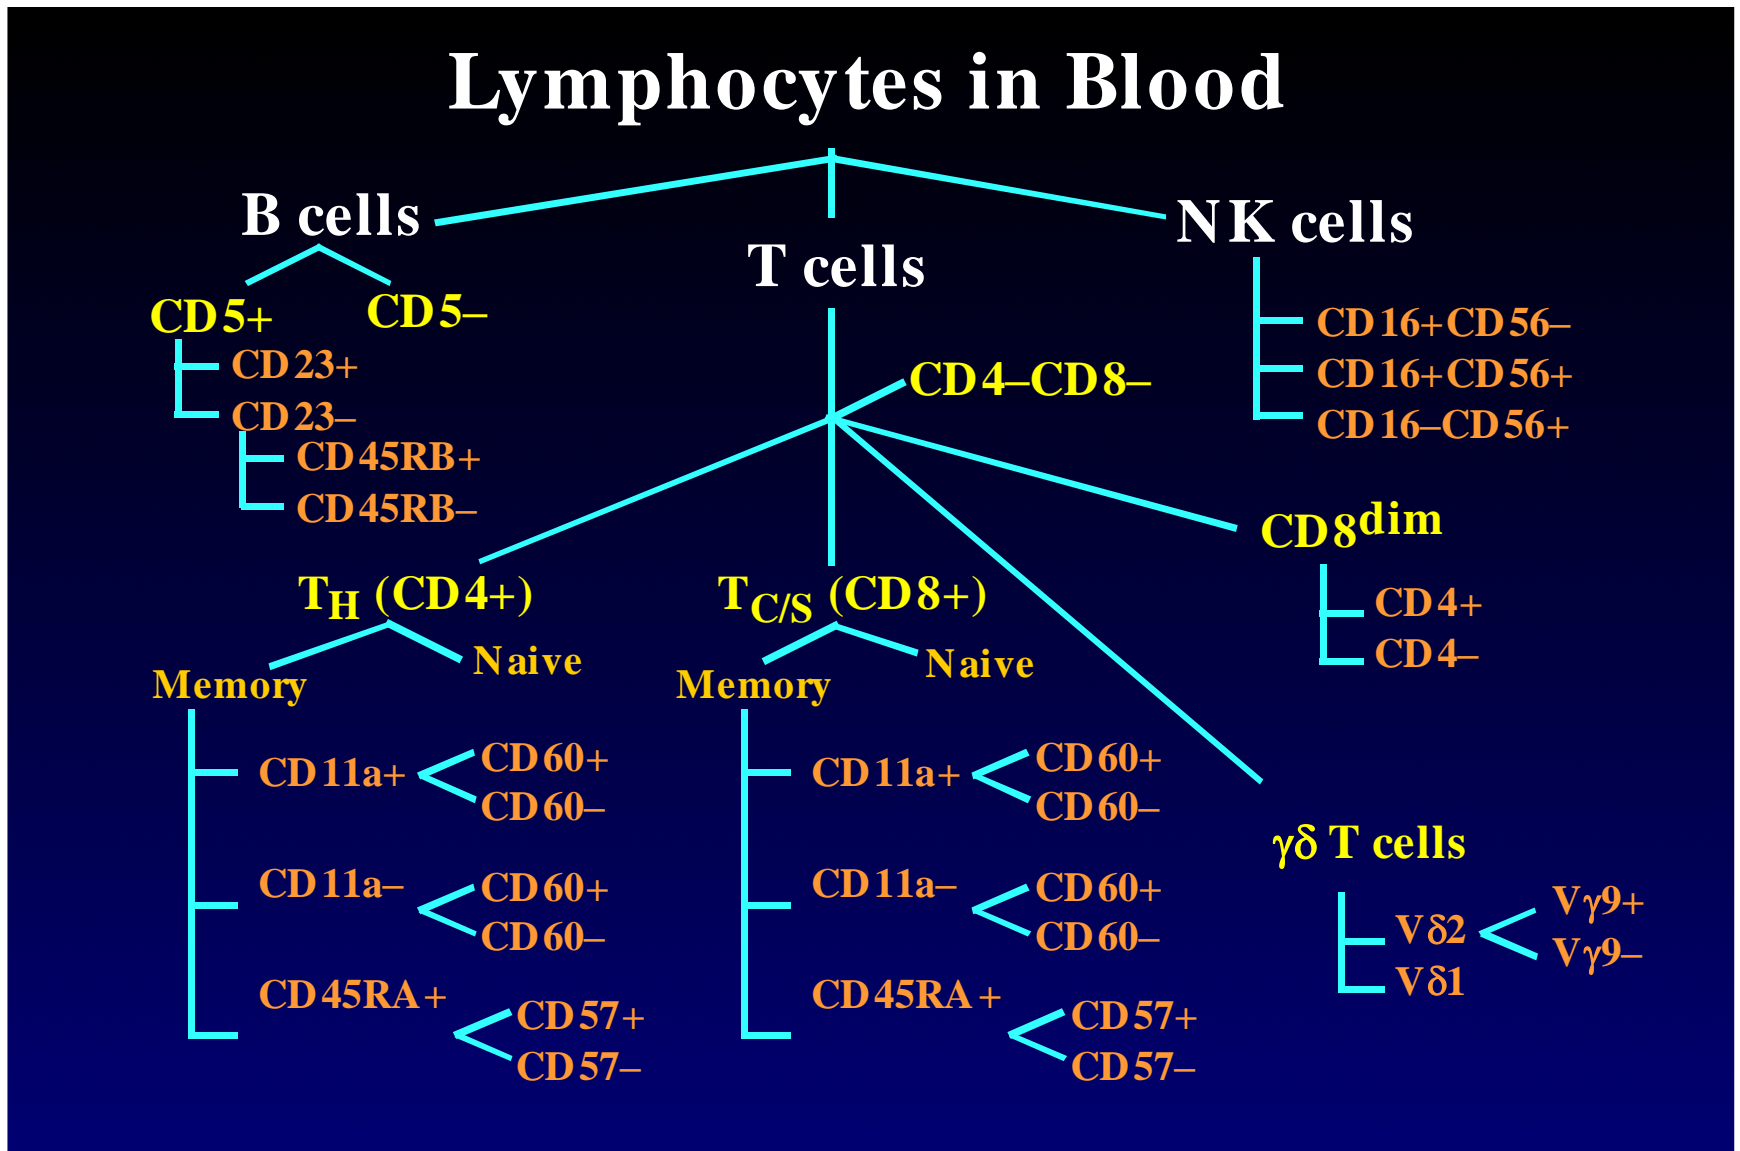 Lymphocytes in Blood
B cells
T cells
NK cells
CD5+
CD5–
CD23+
CD23–
CD45RB+
CD45RB–
CD4–CD8–
CD16+CD56–
CD16+CD56+
CD16–CD56+
CD8dim
CD4+
CD4–
TH (CD4+)
Memory
Naive
CD11a+
CD60+
CD60–
CD11a–
CD60+
CD60–
CD45RA+
CD57+
CD57–
TC/S (CD8+)
Memory
Naive
CD11a+
CD60+
CD60–
CD11a–
CD60+
CD60–
CD45RA+
CD57+
CD57–
γδ T cells
Vδ2
Vγ9+
Vγ9–
Vδ1